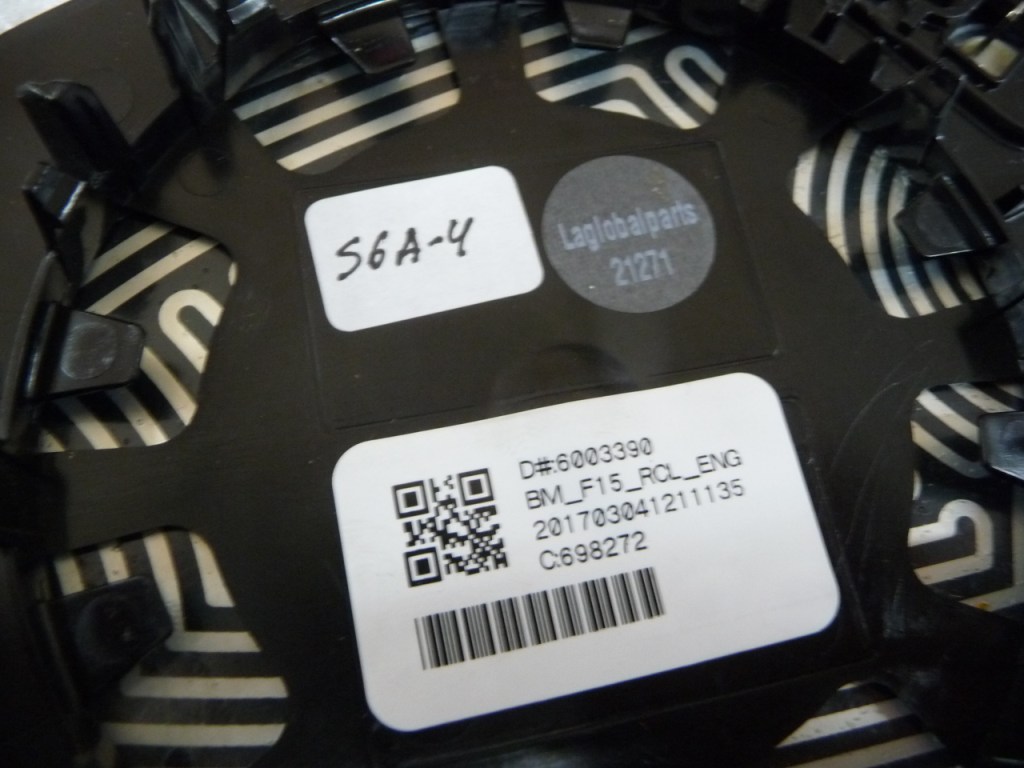 S6A-4
Laglobalparts
21271
D#:6003390
BM_F15_RCL_ENG
201703041211135
C:698272